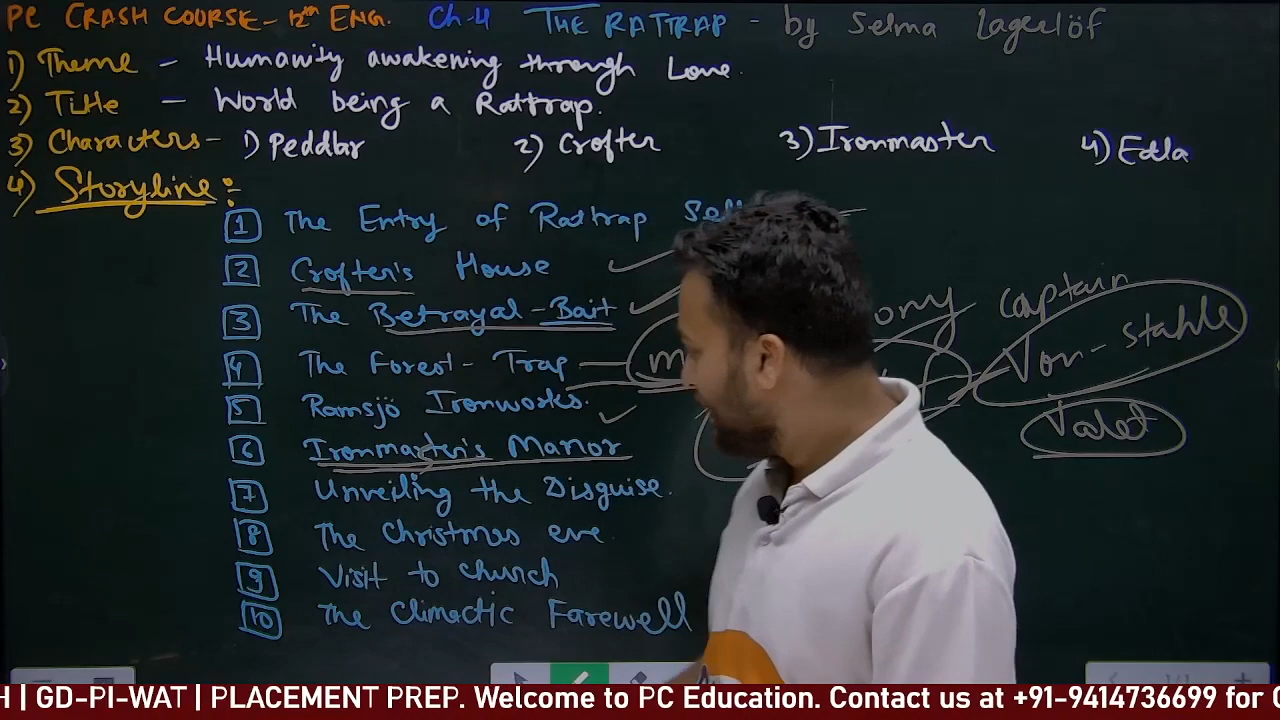 PC CRASH COURSE - 12th ENG. Ch-4 THE RATTRAP - by Selma Lagerlöf
1) Theme - Humanity awakening through Love.
2) Title - World being a Rattrap.
3) Characters - 1) Peddlar 2) Crofter 3) Ironmaster 4) Edla
4) Storyline :-
1 The Entry of Rattrap Sell
2 Crofter's House
3 The Betrayal - Bait
ony captain
4 The Forest - Trap — m
Von - stahle
5 Ramsjö Ironworks.
Valet
6 Ironmaster's Manor
7 Unveiling the Disguise.
8 The Christmas eve.
9 Visit to church
10 The Climactic Farewell
H | GD-PI-WAT | PLACEMENT PREP. Welcome to PC Education. Contact us at +91-9414736699 for C